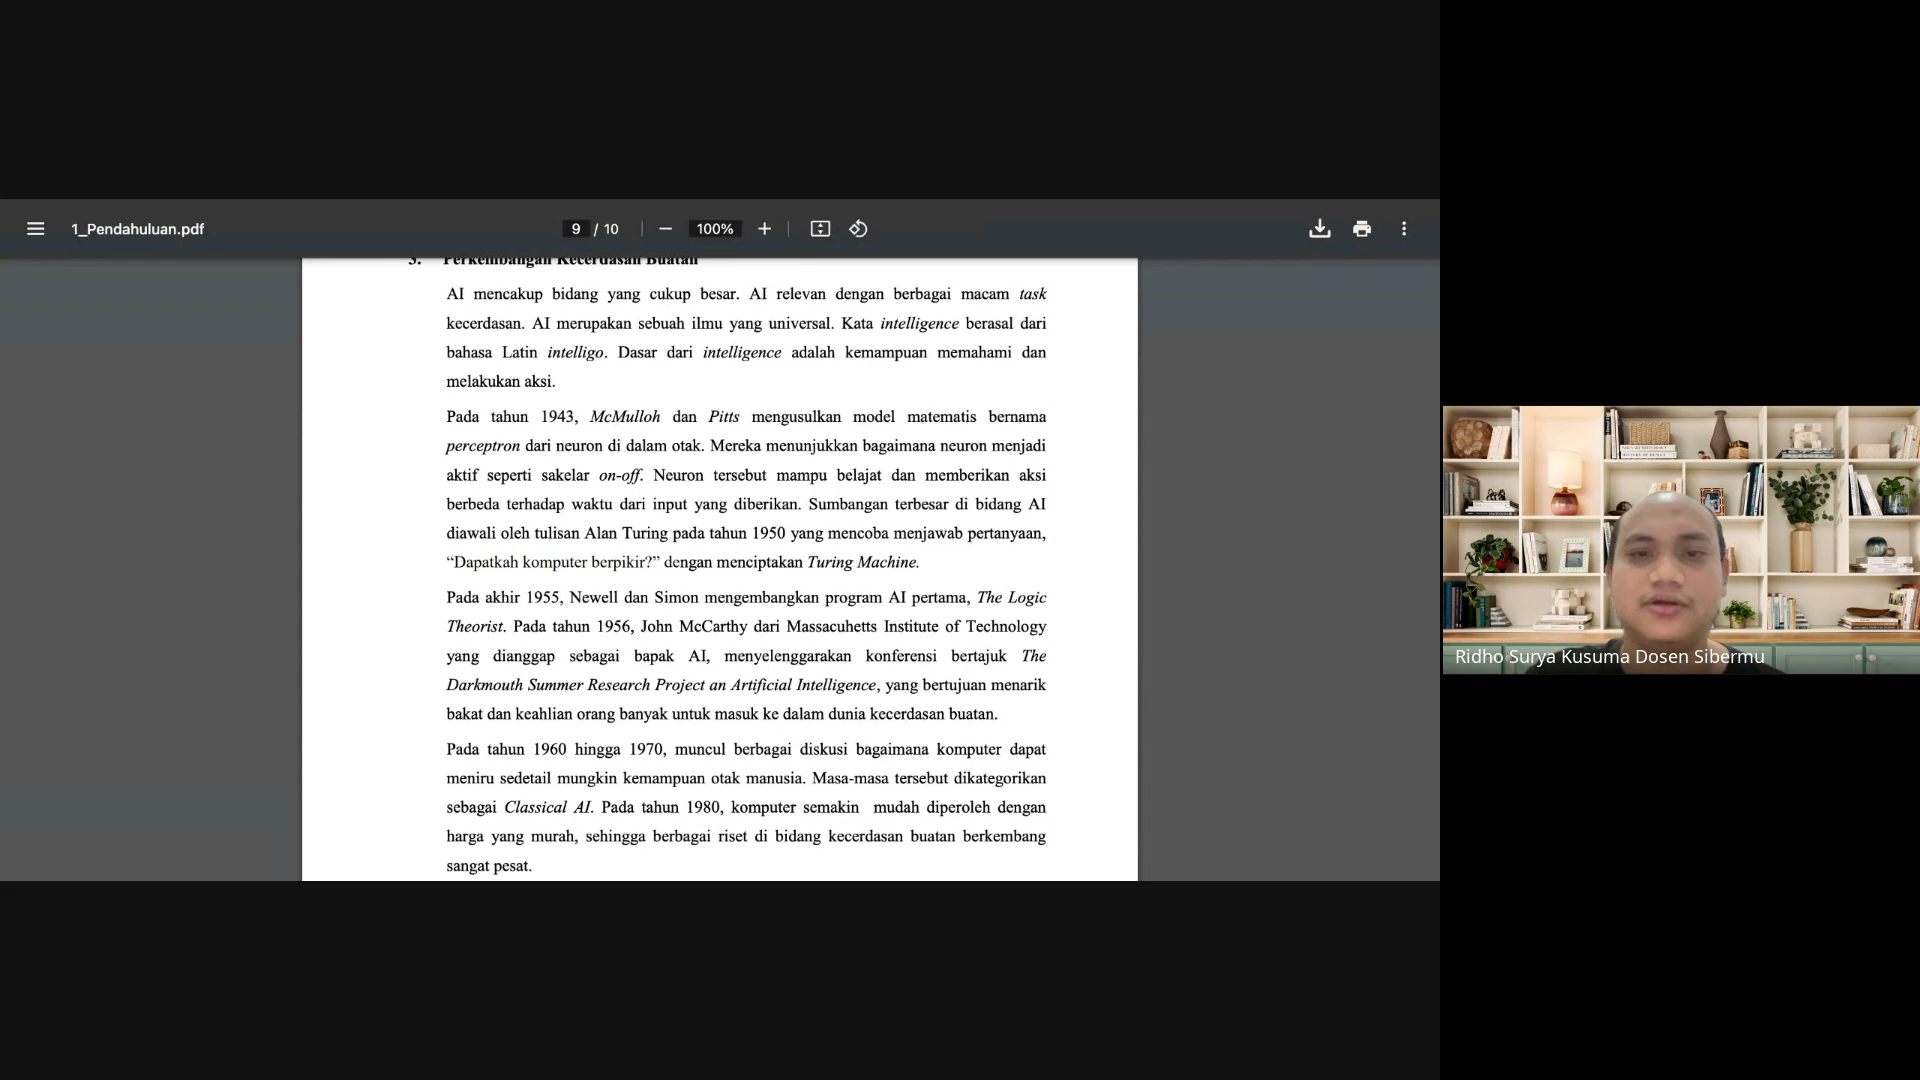 1_Pendahuluan.pdf
9 / 10
100%
3. Perkembangan Kecerdasan Buatan
AI mencakup bidang yang cukup besar. AI relevan dengan berbagai macam task
kecerdasan. AI merupakan sebuah ilmu yang universal. Kata intelligence berasal dari
bahasa Latin intelligo. Dasar dari intelligence adalah kemampuan memahami dan
melakukan aksi.
Pada tahun 1943, McMulloh dan Pitts mengusulkan model matematis bernama
perceptron dari neuron di dalam otak. Mereka menunjukkan bagaimana neuron menjadi
aktif seperti sakelar on-off. Neuron tersebut mampu belajat dan memberikan aksi
berbeda terhadap waktu dari input yang diberikan. Sumbangan terbesar di bidang AI
diawali oleh tulisan Alan Turing pada tahun 1950 yang mencoba menjawab pertanyaan,
“Dapatkah komputer berpikir?” dengan menciptakan Turing Machine.
Pada akhir 1955, Newell dan Simon mengembangkan program AI pertama, The Logic
Theorist. Pada tahun 1956, John McCarthy dari Massacuhetts Institute of Technology
yang dianggap sebagai bapak AI, menyelenggarakan konferensi bertajuk The
Darkmouth Summer Research Project an Artificial Intelligence, yang bertujuan menarik
bakat dan keahlian orang banyak untuk masuk ke dalam dunia kecerdasan buatan.
Pada tahun 1960 hingga 1970, muncul berbagai diskusi bagaimana komputer dapat
meniru sedetail mungkin kemampuan otak manusia. Masa-masa tersebut dikategorikan
sebagai Classical AI. Pada tahun 1980, komputer semakin mudah diperoleh dengan
harga yang murah, sehingga berbagai riset di bidang kecerdasan buatan berkembang
sangat pesat.
Ridho Surya Kusuma Dosen Sibermu